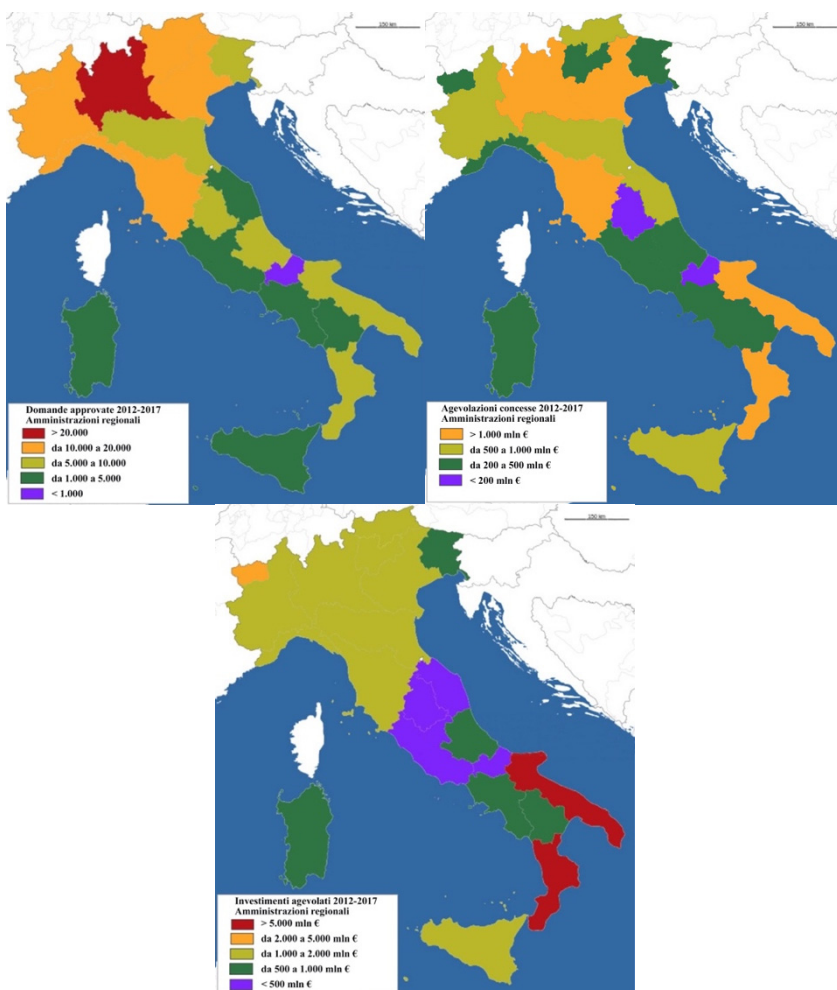 150 km
150 km
Domande approvate 2012-2017
Amministrazioni regionali
> 20.000
da 10.000 a 20.000
da 5.000 a 10.000
da 1.000 a 5.000
< 1.000
Agevolazioni concesse 2012-2017
Amministrazioni regionali
> 1.000 mln €
da 500 a 1.000 mln €
da 200 a 500 mln €
< 200 mln €
150 km
Investimenti agevolati 2012-2017
Amministrazioni regionali
> 5.000 mln €
da 2.000 a 5.000 mln €
da 1.000 a 2.000 mln €
da 500 a 1.000 mln €
< 500 mln €